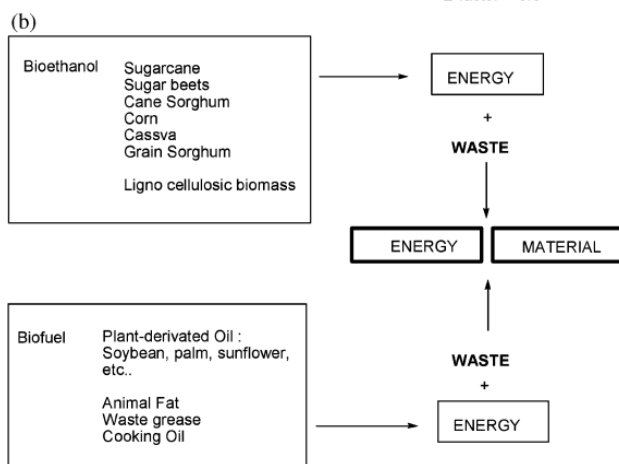 (b)
Bioethanol
Sugarcane
Sugar beets
Cane Sorghum
Corn
Cassva
Grain Sorghum
Ligno cellulosic biomass
ENERGY
+
WASTE
ENERGY
MATERIAL
Biofuel
Plant-derivated Oil :
Soybean, palm, sunflower,
etc..
Animal Fat
Waste grease
Cooking Oil
WASTE
+
ENERGY